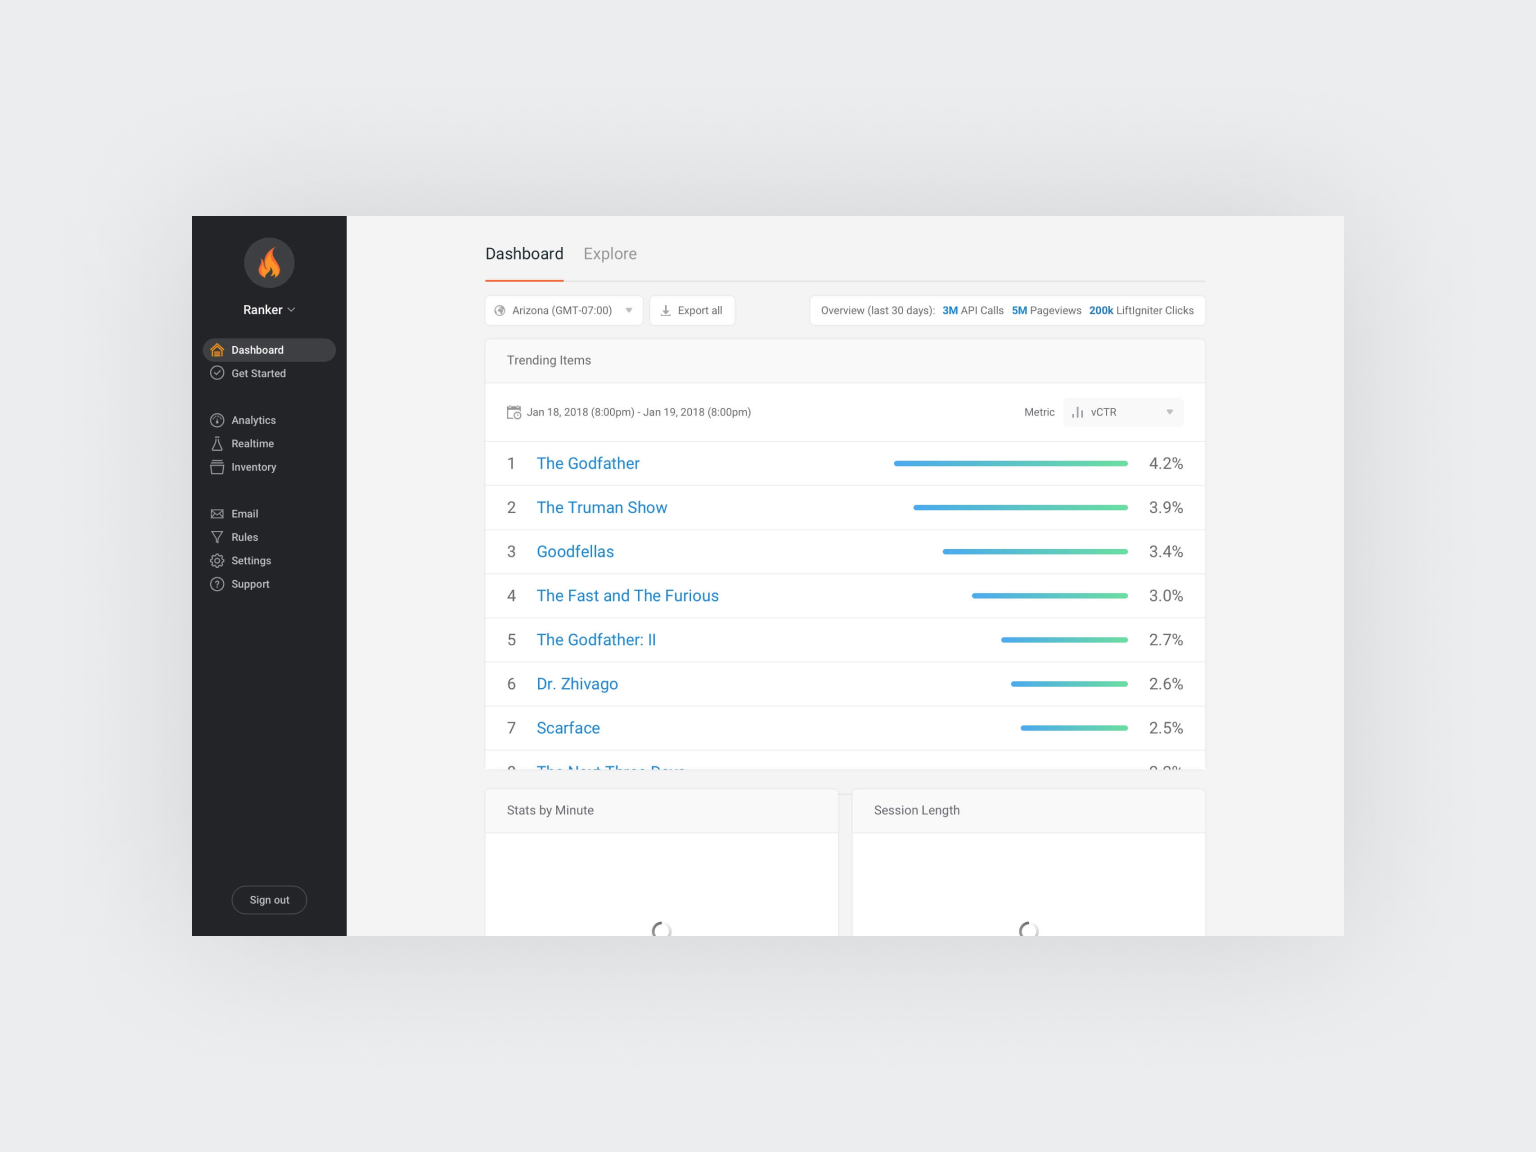 Ranker
Dashboard
Get Started
Analytics
Realtime
Inventory
Email
Rules
Settings
Support
Sign out
Dashboard Explore
Arizona (GMT-07:00) Export all Overview (last 30 days): 3M API Calls 5M Pageviews 200k LiftIgniter Clicks
Trending Items
Jan 18, 2018 (8:00pm) - Jan 19, 2018 (8:00pm) Metric vCTR
1 The Godfather 4.2%
2 The Truman Show 3.9%
3 Goodfellas 3.4%
4 The Fast and The Furious 3.0%
5 The Godfather: II 2.7%
6 Dr. Zhivago 2.6%
7 Scarface 2.5%
The Next Three Days
Stats by Minute Session Length